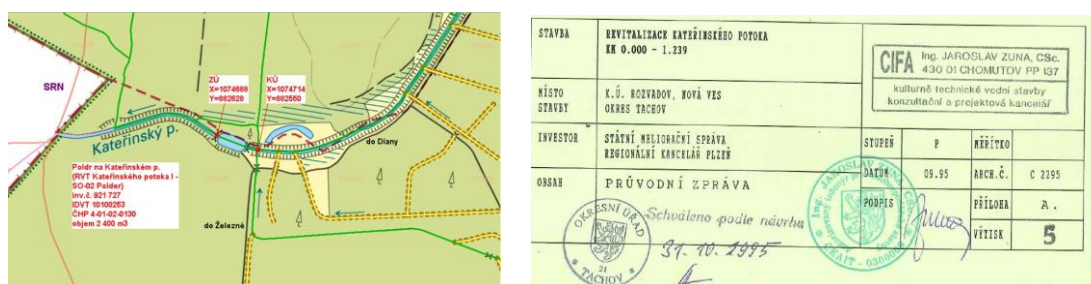 SRN
ZÚ
X=1074688
Y=882628
KÚ
X=1074714
Y=882550
Kateřinský p.
do Diany
Poldr na Kateřinském p.
(RVT Kateřinského potoka I -
SO-02 Polder)
inv.č. 921 727
IDVT 10100253
ČHP 4-01-02-0130
objem 2 400 m3
do Železné
STAVBA
REVITALIZACE KATEŘINSKÉHO POTOKA
KM 0.000 - 1.239
CIFA
Ing. JAROSLAV ZUNA, CSc.
430 01 CHOMUTOV PP 137
kulturně technické vodní stavby
konzultační a projektová kancelář
MÍSTO
STAVBY
K.Ú. ROZVADOV, NOVÁ VES
OKRES TACHOV
INVESTOR
STÁTNÍ MELIORAČNÍ SPRÁVA
REGIONÁLNÍ KANCELÁŘ PLZEŇ
STUPEŇ P MĚŘÍTKO
OBSAH
PRŮVODNÍ ZPRÁVA
DATUM 09.95 ARCH.Č. C 2295
PODPIS PŘÍLOHA A.
VÝTISK 5
OKRESNÍ ÚŘAD
21
TACHOV
Schváleno podle návrhu
31. 10. 1995